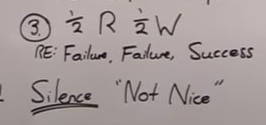 ③ ½ R ½ W
RE: Failure, Failure, Success
Silence "Not Nice"